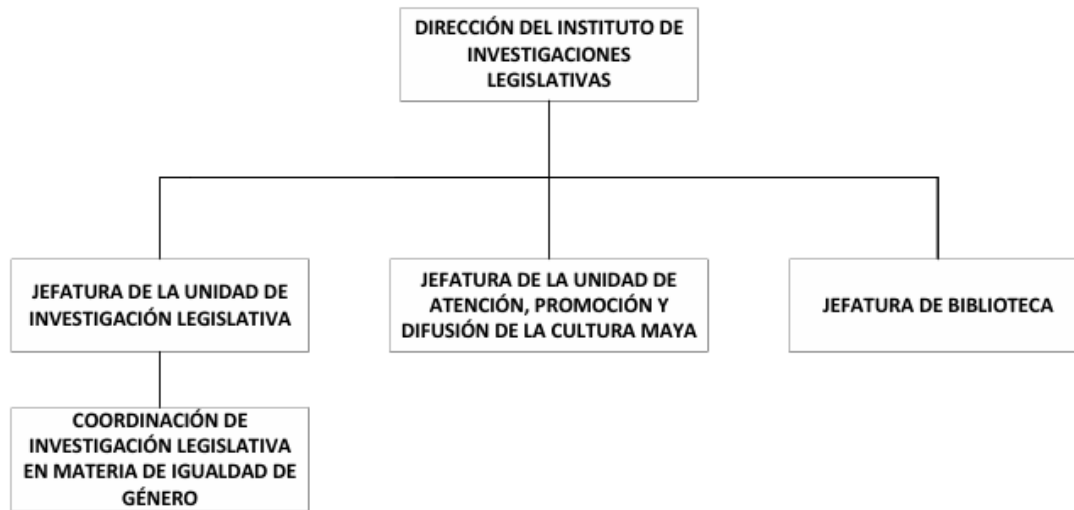 DIRECCIÓN DEL INSTITUTO DE
INVESTIGACIONES
LEGISLATIVAS
JEFATURA DE LA UNIDAD DE
INVESTIGACIÓN LEGISLATIVA
JEFATURA DE LA UNIDAD DE
ATENCIÓN, PROMOCIÓN Y
DIFUSIÓN DE LA CULTURA MAYA
JEFATURA DE BIBLIOTECA
COORDINACIÓN DE
INVESTIGACIÓN LEGISLATIVA
EN MATERIA DE IGUALDAD DE
GÉNERO